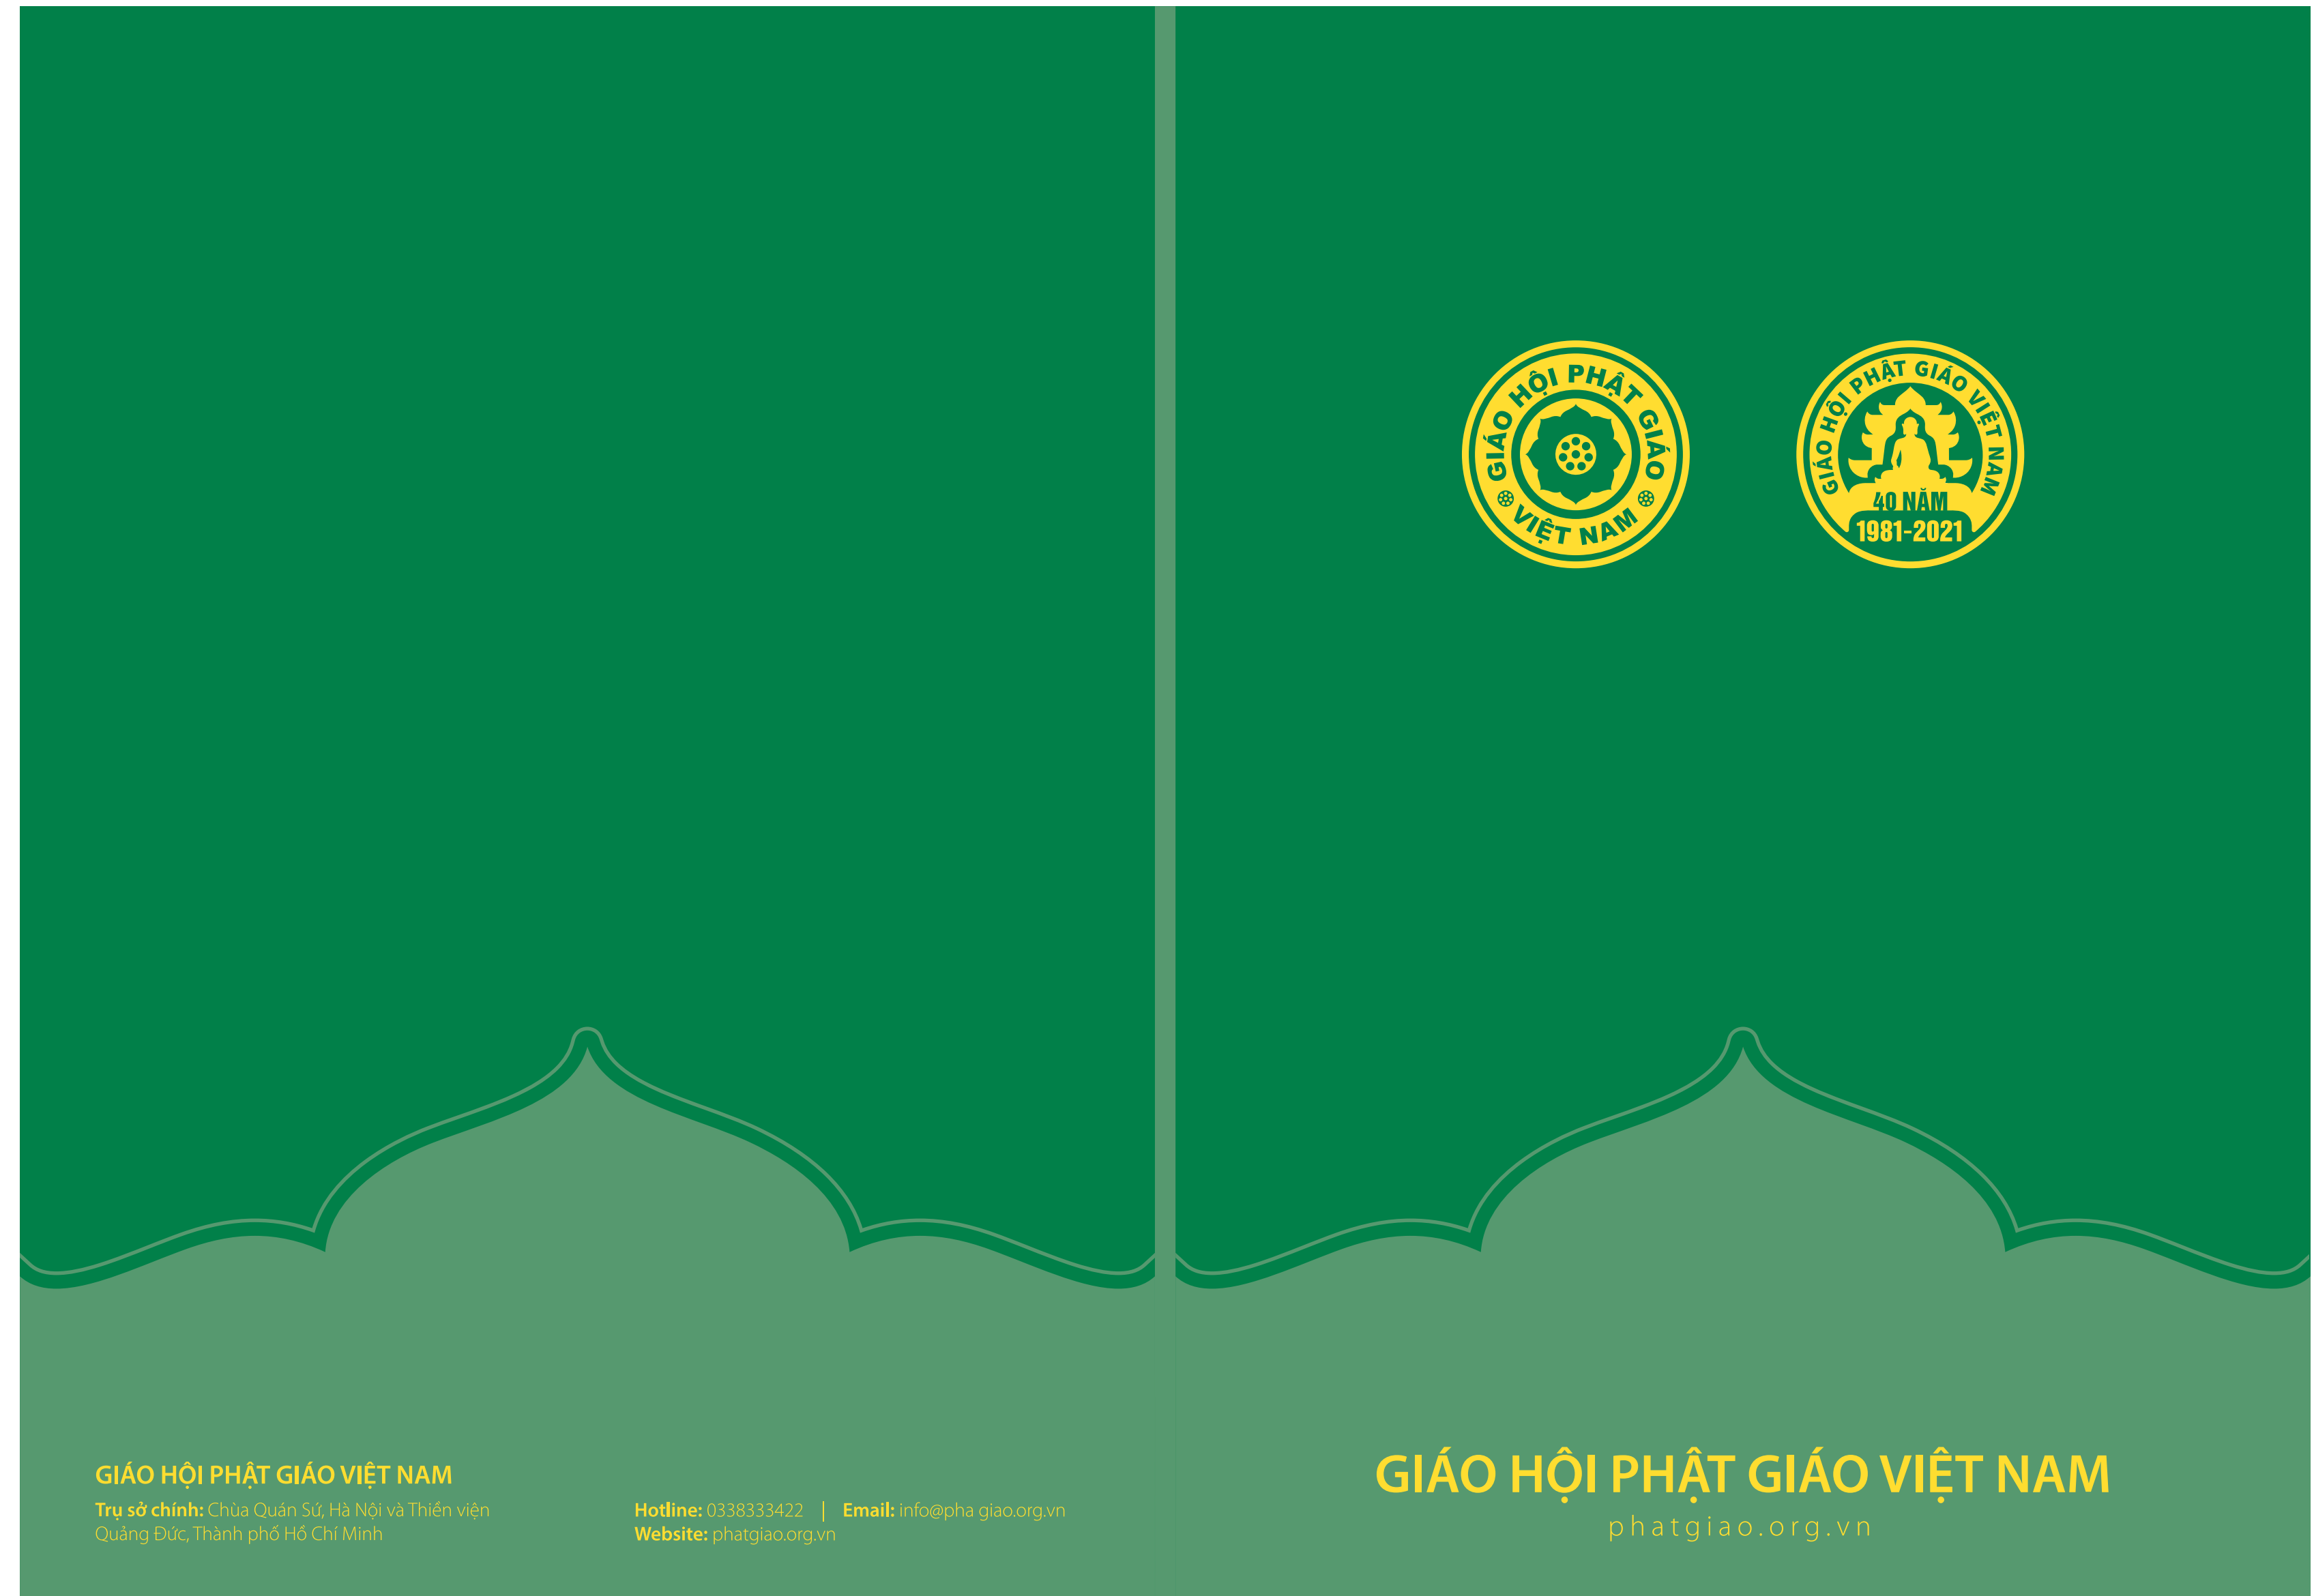 GIÁO HỘI PHẬT GIÁO
VIỆT NAM
GIÁO HỘI PHẬT GIÁO VIỆT NAM
40 NĂM
1981-2021
GIÁO HỘI PHẬT GIÁO VIỆT NAM
Trụ sở chính: Chùa Quán Sứ, Hà Nội và Thiền viện
Quảng Đức, Thành phố Hồ Chí Minh
Hotline: 0338333422 | Email: info@pha giao.org.vn
Website: phatgiao.org.vn
GIÁO HỘI PHẬT GIÁO VIỆT NAM
phatgiao.org.vn